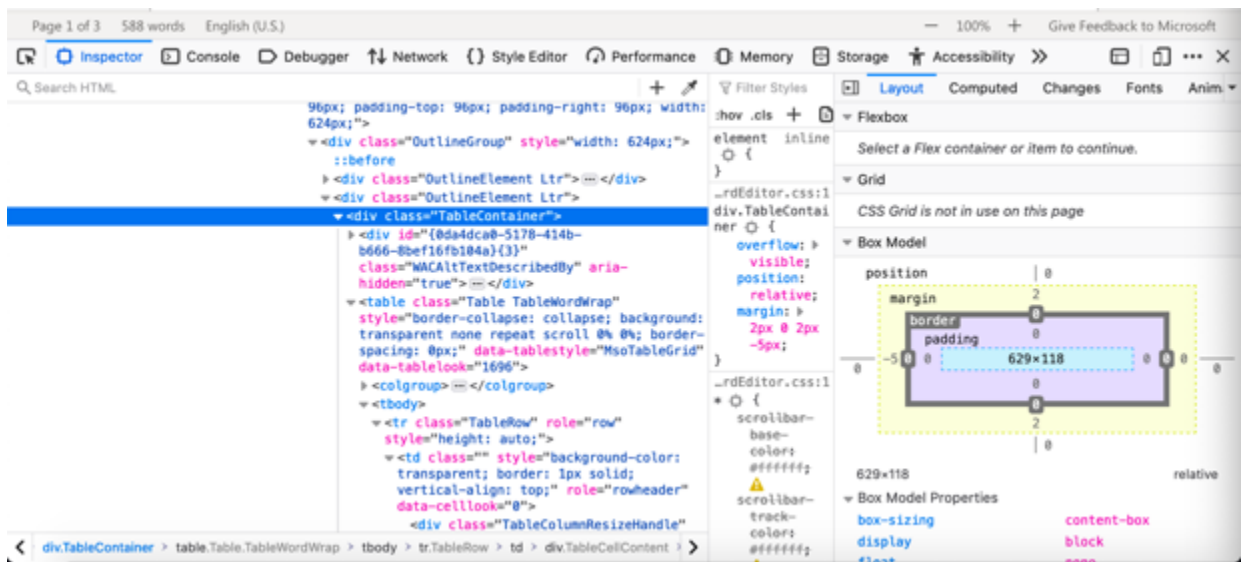 Page 1 of 3 588 words English (U.S.) 100% Give Feedback to Microsoft
Inspector Console Debugger Network {} Style Editor Performance Memory Storage Accessibility
Search HTML
96px; padding-top: 96px; padding-right: 96px; width:
624px;">
<div class="OutlineGroup" style="width: 624px;">
::before
<div class="OutlineElement Ltr">⋯</div>
<div class="OutlineElement Ltr">
<div class="TableContainer">
<div id="{0da4dca0-5178-414b-
b666-8bef16fb104a}{3}"
class="WACAltTextDescribedBy" aria-
hidden="true">⋯</div>
<table class="Table TableWordWrap"
style="border-collapse: collapse; background:
transparent none repeat scroll 0% 0%; border-
spacing: 0px;" data-tablestyle="MsoTableGrid"
data-tablelook="1696">
<colgroup>⋯</colgroup>
<tbody>
<tr class="TableRow" role="row"
style="height: auto;">
<td class="" style="background-color:
transparent; border: 1px solid;
vertical-align: top;" role="rowheader"
data-celllook="0">
<div class="TableColumnResizeHandle"
div.TableContainer > table.Table.TableWordWrap > tbody > tr.TableRow > td > div.TableCellContent >
Filter Styles
:hov .cls +
element inline
{
}
…rdEditor.css:1
div.TableContai
ner {
overflow:
visible;
position:
relative;
margin:
2px 0 2px
-5px;
}
…rdEditor.css:1
* {
scrollbar-
base-
color:
#ffffff;
scrollbar-
track-
color:
#ffffff;
Layout Computed Changes Fonts Anim.
Flexbox
Select a Flex container or item to continue.
Grid
CSS Grid is not in use on this page
Box Model
position 0
margin 2
border 0
padding 0
0 -5 0 0 629×118 0 0 0 0
0
0
2
0
629×118 relative
Box Model Properties
box-sizing content-box
display block
float none